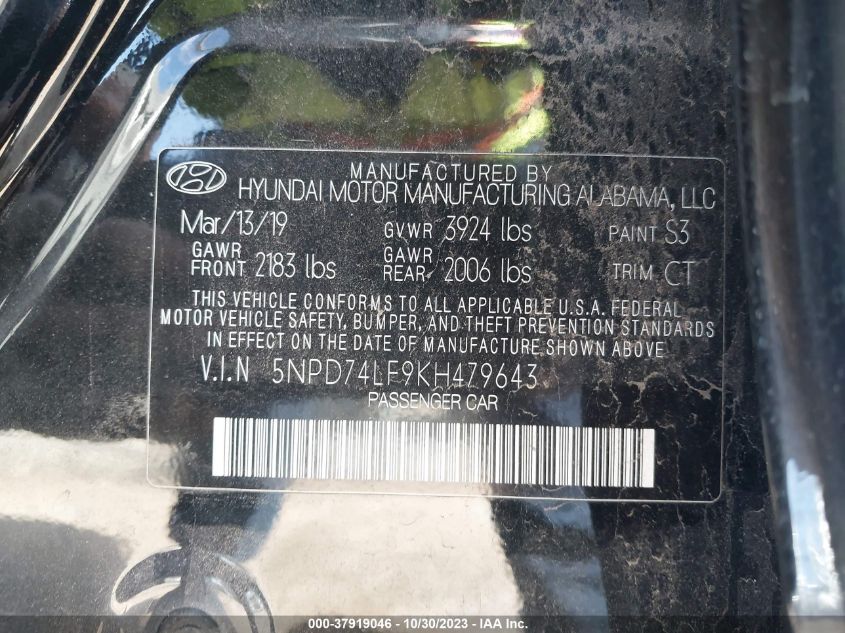 MANUFACTURED BY
HYUNDAI MOTOR MANUFACTURING ALABAMA, LLC
Mar/13/19 GVWR 3924 lbs PAINT S3
GAWR FRONT 2183 lbs GAWR REAR 2006 lbs TRIM CT
THIS VEHICLE CONFORMS TO ALL APPLICABLE U.S.A. FEDERAL
MOTOR VEHICLE SAFETY, BUMPER, AND THEFT PREVENTION STANDARDS
IN EFFECT ON THE DATE OF MANUFACTURE SHOWN ABOVE
V.I.N 5NPD74LF9KH479643
PASSENGER CAR
000-37919046 - 10/30/2023 - IAA Inc.